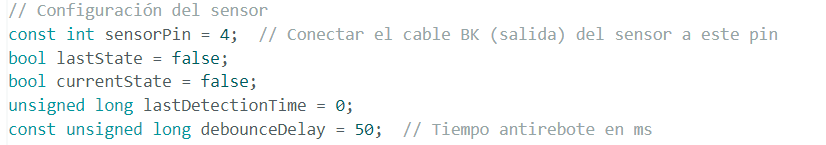 // Configuración del sensor
const int sensorPin = 4;  // Conectar el cable BK (salida) del sensor a este pin
bool lastState = false;
bool currentState = false;
unsigned long lastDetectionTime = 0;
const unsigned long debounceDelay = 50;  // Tiempo antirebote en ms